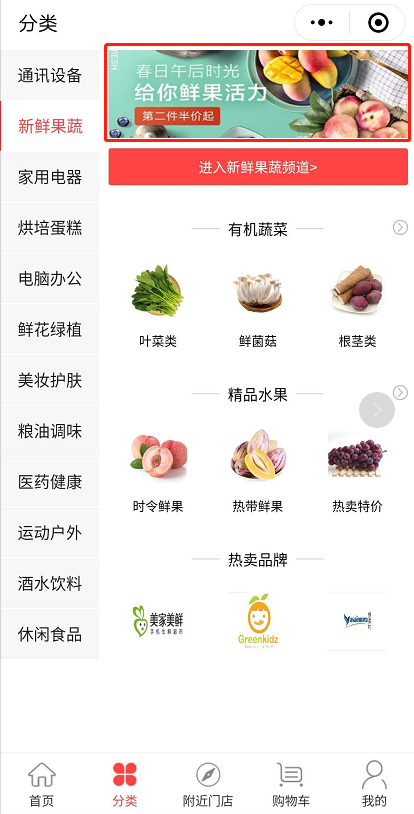 分类
通讯设备
新鲜果蔬
家用电器
烘培蛋糕
电脑办公
鲜花绿植
美妆护肤
粮油调味
医药健康
运动户外
酒水饮料
休闲食品
春日午后时光
给你鲜果活力
第二件半价起
进入新鲜果蔬频道>
有机蔬菜
叶菜类
鲜菌菇
根茎类
精品水果
时令鲜果
热带鲜果
热卖特价
热卖品牌
美家美鲜
Greenkidz
首页
分类
附近门店
购物车
我的